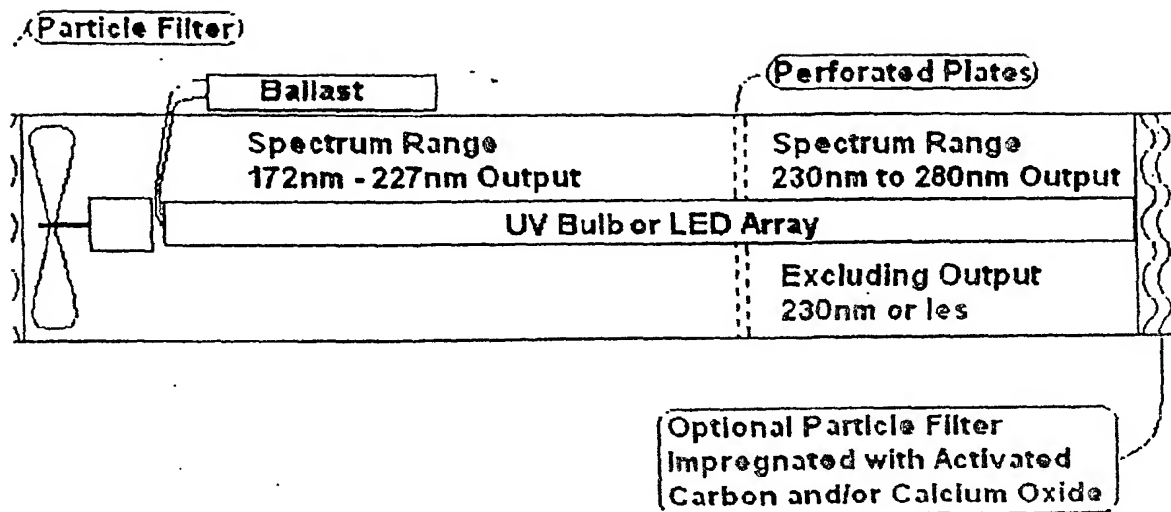 Particle Filter
Ballast
Perforated Plates
Spectrum Range
172nm - 227nm Output
Spectrum Range
230nm to 280nm Output
UV Bulb or LED Array
Excluding Output
230nm or les
Optional Particle Filter
Impregnated with Activated
Carbon and/or Calcium Oxide